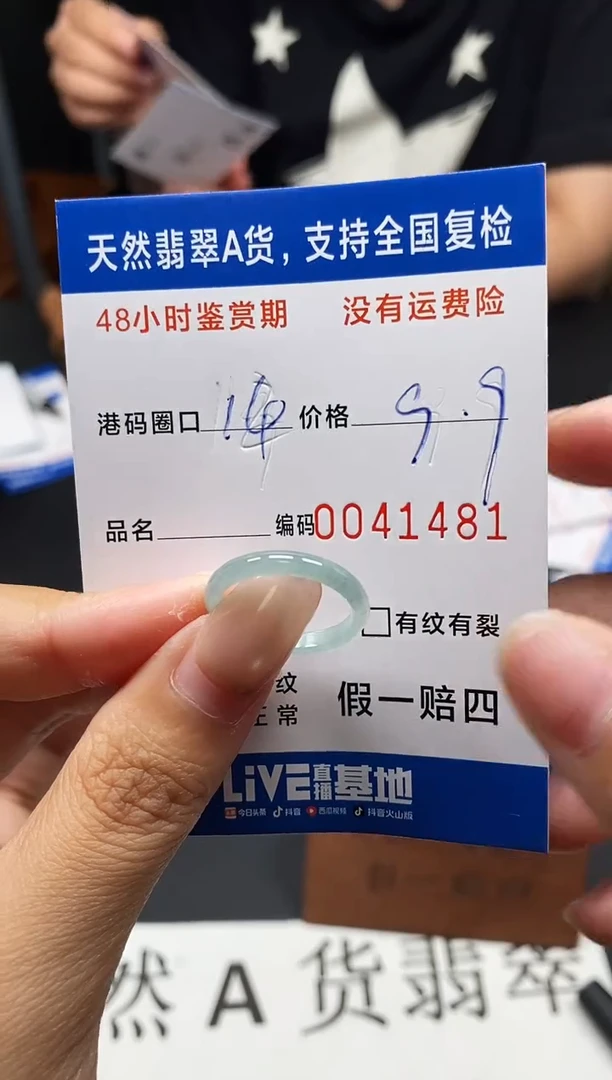 天然翡翠A货，支持全国复检
48小时鉴赏期 没有运费险
港码圈口 14 价格 9.9
品名 编码0041481
有纹有裂
纹
正常 假一赔四
LiVE直播基地
今日头条 抖音 西瓜视频 抖音火山版
然A货翡翠